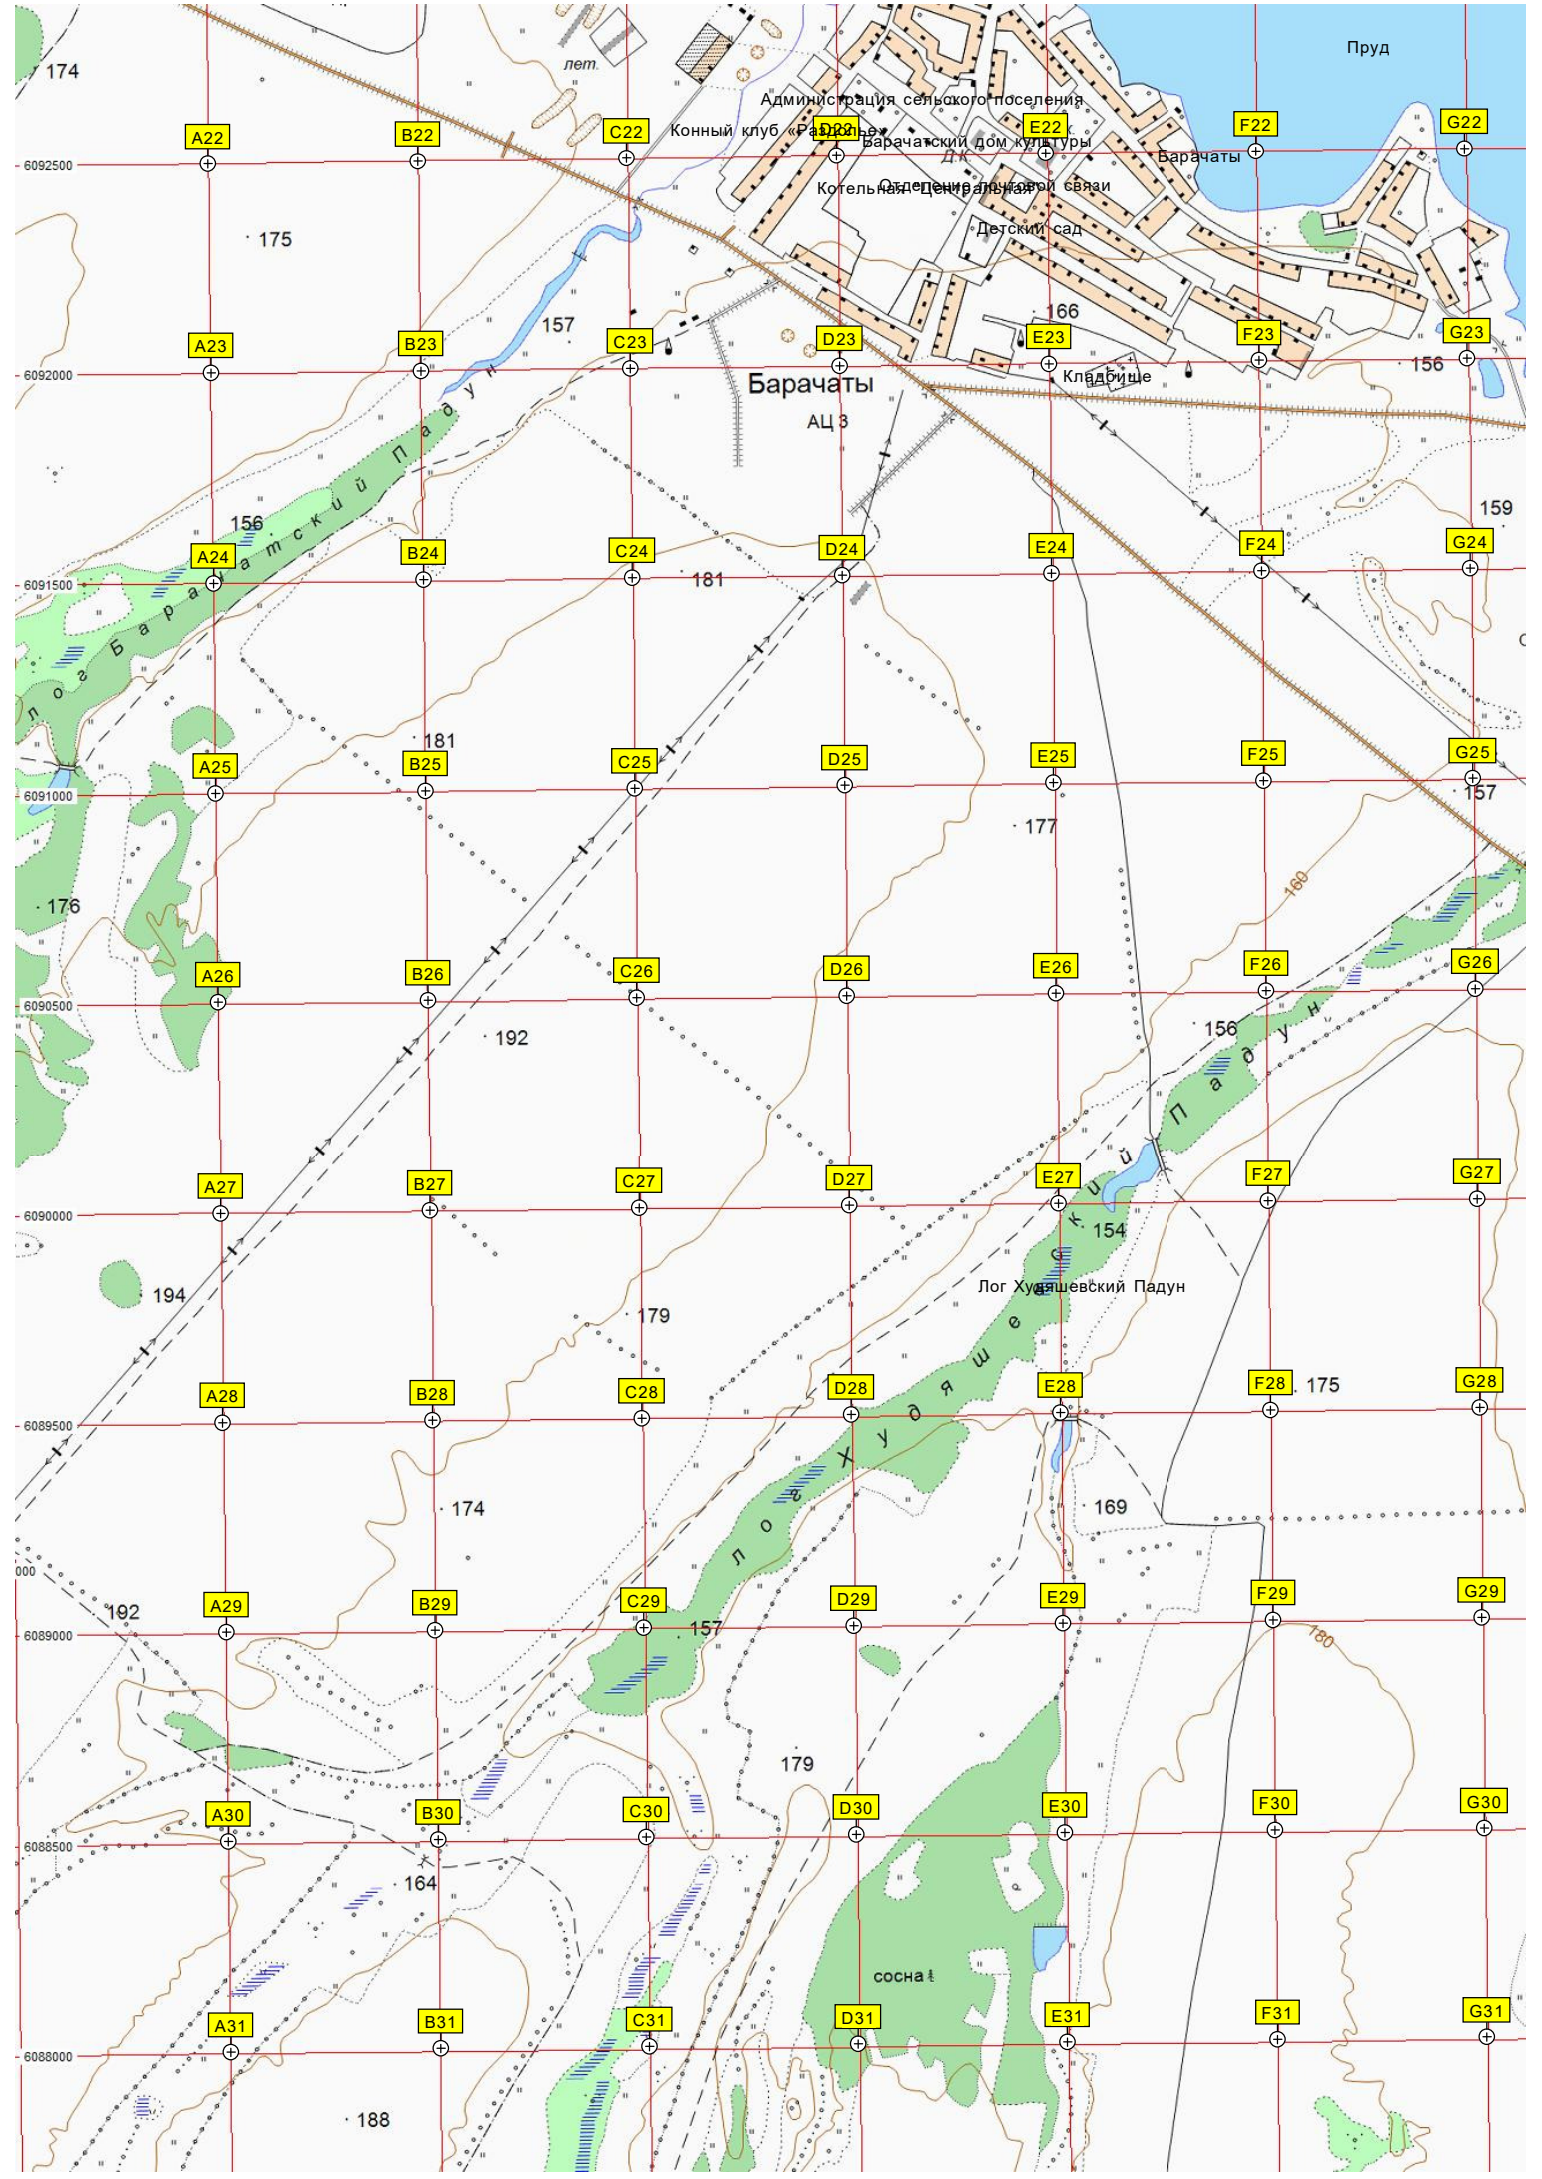 Пруд
174
лет.
Администрация сельского поселения
A22
B22
C22
Конный клуб «Раздолье»
D22
E22
F22
G22
Барачатский дом культуры
Д.К.
Барачаты
6092500
Котельная "Центральная"
Отделение почтовой связи
Детский сад
175
157
166
A23
B23
C23
D23
E23
F23
G23
6092000
156
Кладбище
Барачаты
АЦ 3
159
156
лог Барачатский Падун
A24
B24
C24
D24
E24
F24
G24
6091500
181
181
A25
B25
C25
D25
E25
F25
G25
6091000
157
177
160
176
A26
B26
C26
D26
E26
F26
G26
6090500
192
156
A27
B27
C27
D27
E27
F27
G27
6090000
154
лог Худяшевский Падун
Лог Худяшевский Падун
194
179
A28
B28
C28
D28
E28
F28
G28
175
6089500
174
169
000
192
A29
B29
C29
D29
E29
F29
G29
6089000
157
180
179
A30
B30
C30
D30
E30
F30
G30
6088500
164
сосна
A31
B31
C31
D31
E31
F31
G31
6088000
188